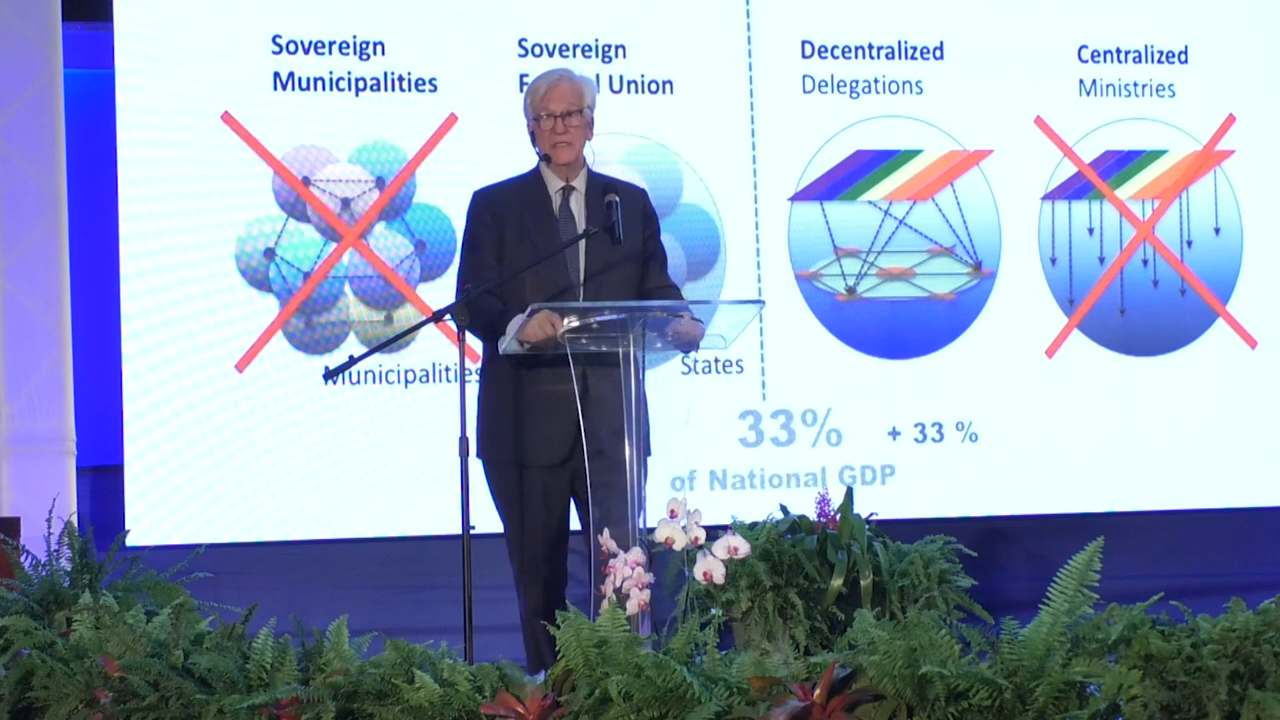 Sovereign
Municipalities
Sovereign
Union
Decentralized
Delegations
Centralized
Ministries
Municipalities
States
33%
+ 33 %
of National GDP